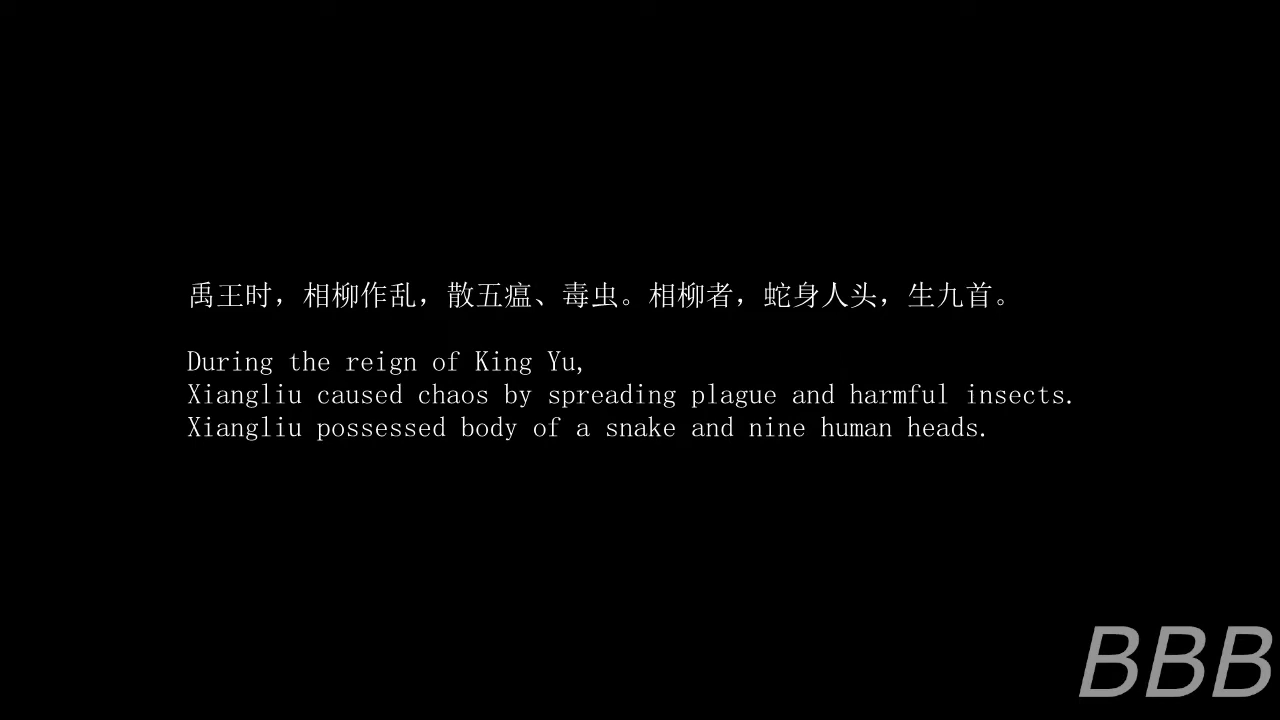 禹王时，相柳作乱，散五瘟、毒虫。相柳者，蛇身人头，生九首。
During the reign of King Yu,
Xiangliu caused chaos by spreading plague and harmful insects.
Xiangliu possessed body of a snake and nine human heads.
BBB